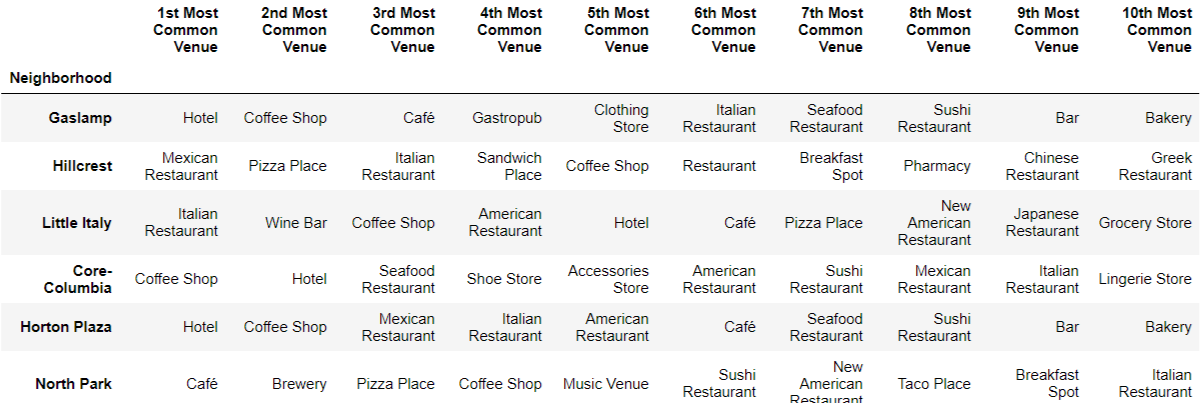 1st Most Common Venue 2nd Most Common Venue 3rd Most Common Venue 4th Most Common Venue 5th Most Common Venue 6th Most Common Venue 7th Most Common Venue 8th Most Common Venue 9th Most Common Venue 10th Most Common Venue
Neighborhood
Gaslamp Hotel Coffee Shop Café Gastropub Clothing Store Italian Restaurant Seafood Restaurant Sushi Restaurant Bar Bakery
Hillcrest Mexican Restaurant Pizza Place Italian Restaurant Sandwich Place Coffee Shop Restaurant Breakfast Spot Pharmacy Chinese Restaurant Greek Restaurant
Little Italy Italian Restaurant Wine Bar Coffee Shop American Restaurant Hotel Café Pizza Place New American Restaurant Japanese Restaurant Grocery Store
Core-Columbia Coffee Shop Hotel Seafood Restaurant Shoe Store Accessories Store American Restaurant Sushi Restaurant Mexican Restaurant Italian Restaurant Lingerie Store
Horton Plaza Hotel Coffee Shop Mexican Restaurant Italian Restaurant American Restaurant Café Seafood Restaurant Sushi Restaurant Bar Bakery
North Park Café Brewery Pizza Place Coffee Shop Music Venue Sushi Restaurant New American Restaurant Taco Place Breakfast Spot Italian Restaurant